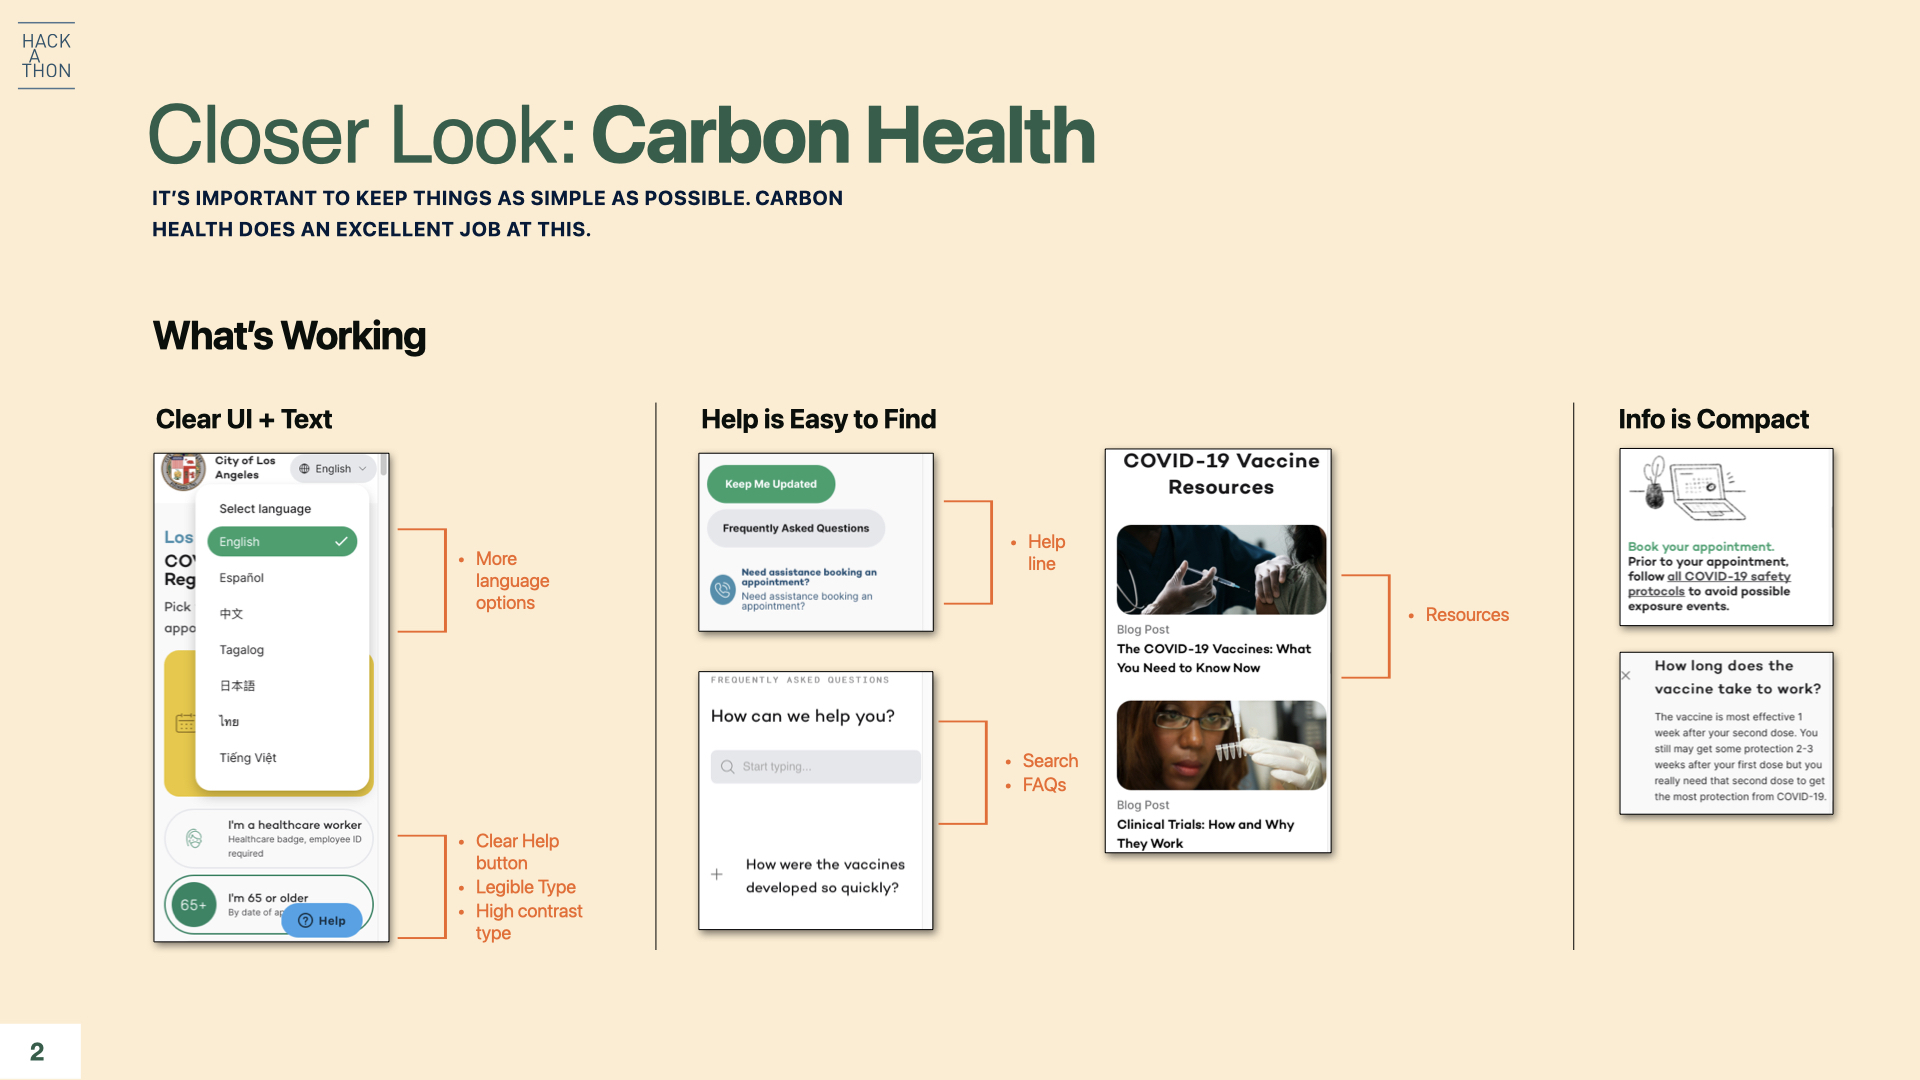 HACK
A
THON
Closer Look: Carbon Health
IT'S IMPORTANT TO KEEP THINGS AS SIMPLE AS POSSIBLE. CARBON
HEALTH DOES AN EXCELLENT JOB AT THIS.
What's Working
Clear UI + Text
City of Los
Angeles
English
Select language
English
Español
中文
Tagalog
日本語
ไทย
Tiếng Việt
Los
COV
Reg
Pick
appo
I'm a healthcare worker
Healthcare badge, employee ID
required
65+
I'm 65 or older
By date of ap
Help
• More
language
options
• Clear Help
button
• Legible Type
• High contrast
type
Help is Easy to Find
Keep Me Updated
Frequently Asked Questions
Need assistance booking an
appointment?
Need assistance booking an
appointment?
• Help
line
FREQUENTLY ASKED QUESTIONS
How can we help you?
Start typing...
+ How were the vaccines
developed so quickly?
• Search
• FAQs
COVID-19 Vaccine
Resources
Blog Post
The COVID-19 Vaccines: What
You Need to Know Now
Blog Post
Clinical Trials: How and Why
They Work
• Resources
Info is Compact
Book your appointment.
Prior to your appointment,
follow all COVID-19 safety
protocols to avoid possible
exposure events.
How long does the
vaccine take to work?
The vaccine is most effective 1
week after your second dose. You
still may get some protection 2-3
weeks after your first dose but you
really need that second dose to get
the most protection from COVID-19.
2